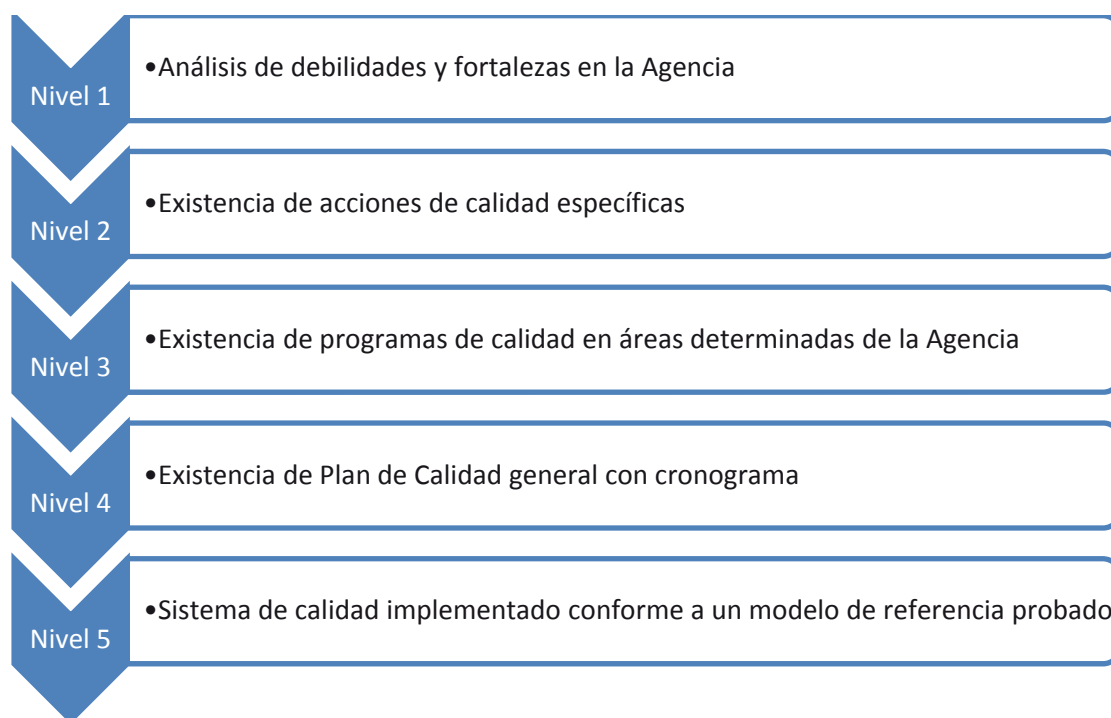 Nivel 1
•Análisis de debilidades y fortalezas en la Agencia
Nivel 2
•Existencia de acciones de calidad específicas
Nivel 3
•Existencia de programas de calidad en áreas determinadas de la Agencia
Nivel 4
•Existencia de Plan de Calidad general con cronograma
Nivel 5
•Sistema de calidad implementado conforme a un modelo de referencia probado